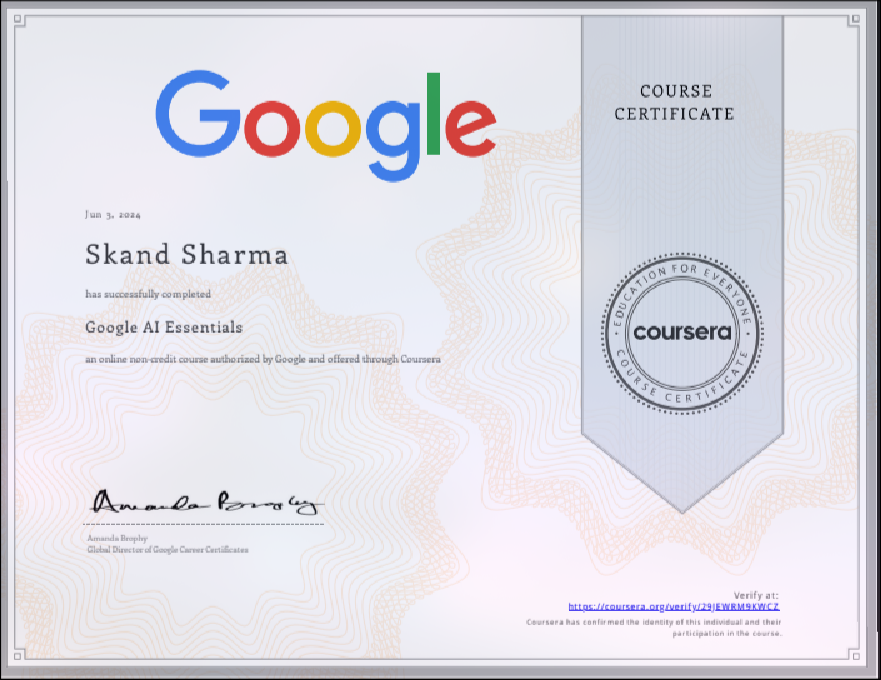 Google
COURSE
CERTIFICATE
Jun 3, 2024
Skand Sharma
has successfully completed
Google AI Essentials
an online non-credit course authorized by Google and offered through Coursera
EDUCATION FOR EVERYONE
coursera
COURSE CERTIFICATE
Amanda Brophy
Amanda Brophy
Global Director of Google Career Certificates
Verify at:
https://coursera.org/verify/29JEWRM9KWCZ
Coursera has confirmed the identity of this individual and their
participation in the course.